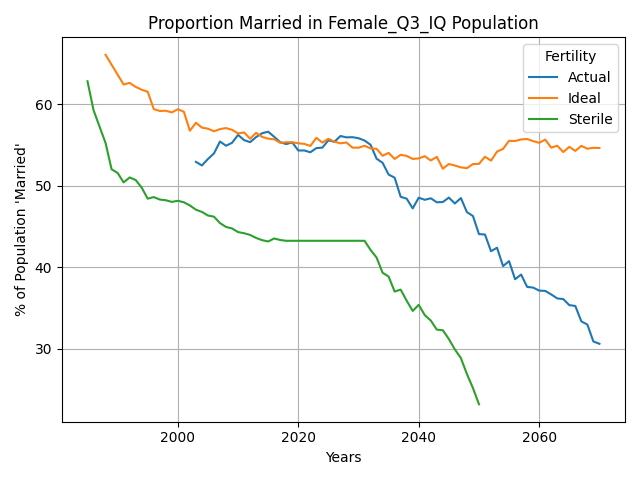 Proportion Married in Female_Q3_IQ Population
% of Population 'Married'
60
50
40
30
Fertility
Actual
Ideal
Sterile
2000
2020
2040
2060
Years